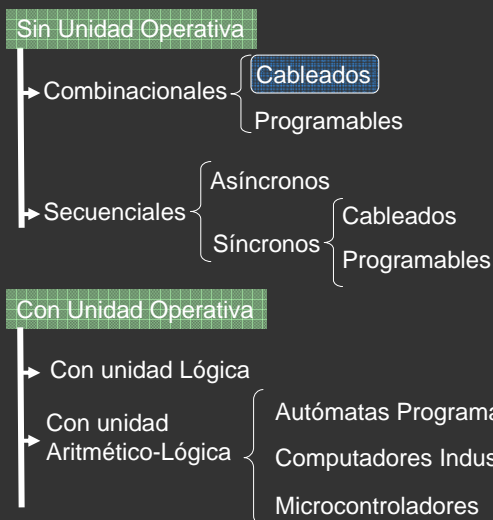 Sin Unidad Operativa
Combinacionales
Cableados
Programables
Secuenciales
Asíncronos
Síncronos
Cableados
Programables
Con Unidad Operativa
Con unidad Lógica
Con unidad
Aritmético-Lógica
Autómatas Programa
Computadores Indus
Microcontroladores